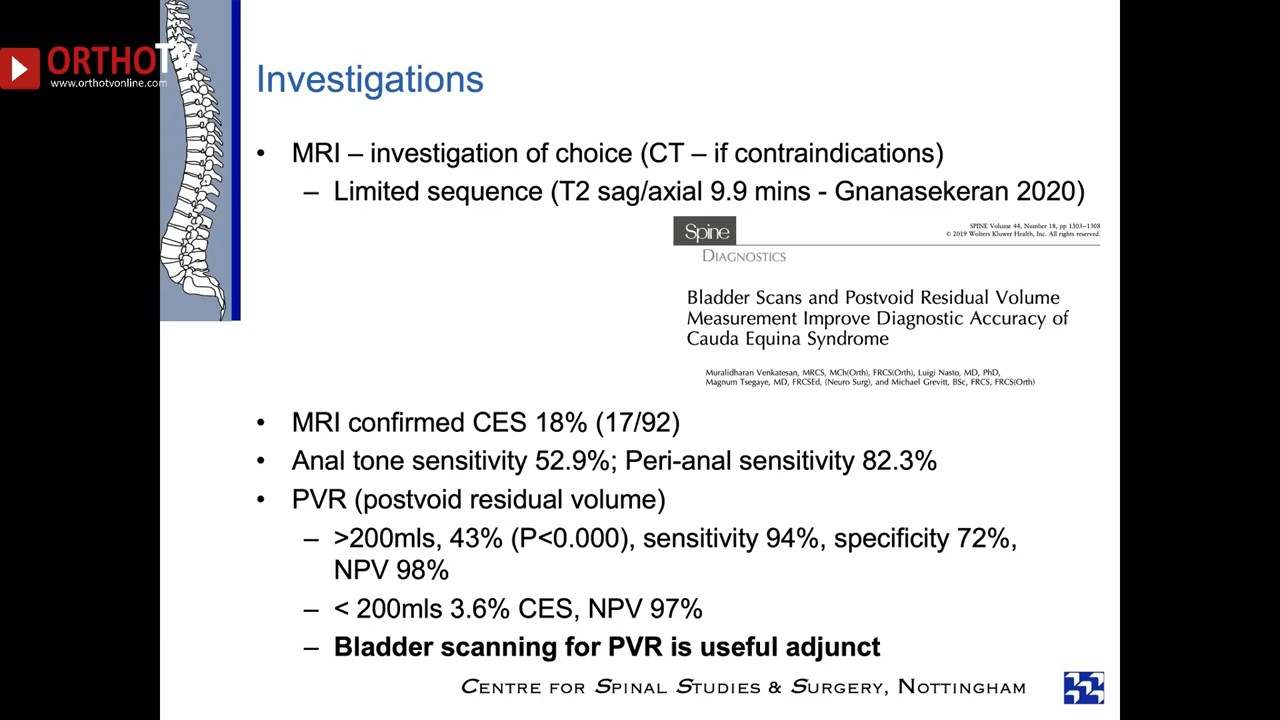 ORTHOTV
www.orthotvonline.com
Investigations
• MRI – investigation of choice (CT – if contraindications)
– Limited sequence (T2 sag/axial 9.9 mins - Gnanasekeran 2020)
Spine
SPINE Volume 44, Number 18, pp 1303–1308
© 2019 Wolters Kluwer Health, Inc. All rights reserved.
DIAGNOSTICS
Bladder Scans and Postvoid Residual Volume
Measurement Improve Diagnostic Accuracy of
Cauda Equina Syndrome
Muralidharan Venkatesan, MRCS, MCh(Orth), FRCS(Orth), Luigi Nasto, MD, PhD,
Magnum Tsegaye, MD, FRCSEd, (Neuro Surg), and Michael Grevitt, BSc, FRCS, FRCS(Orth)
• MRI confirmed CES 18% (17/92)
• Anal tone sensitivity 52.9%; Peri-anal sensitivity 82.3%
• PVR (postvoid residual volume)
– >200mls, 43% (P<0.000), sensitivity 94%, specificity 72%,
NPV 98%
– < 200mls 3.6% CES, NPV 97%
– Bladder scanning for PVR is useful adjunct
CENTRE FOR SPINAL STUDIES & SURGERY, NOTTINGHAM